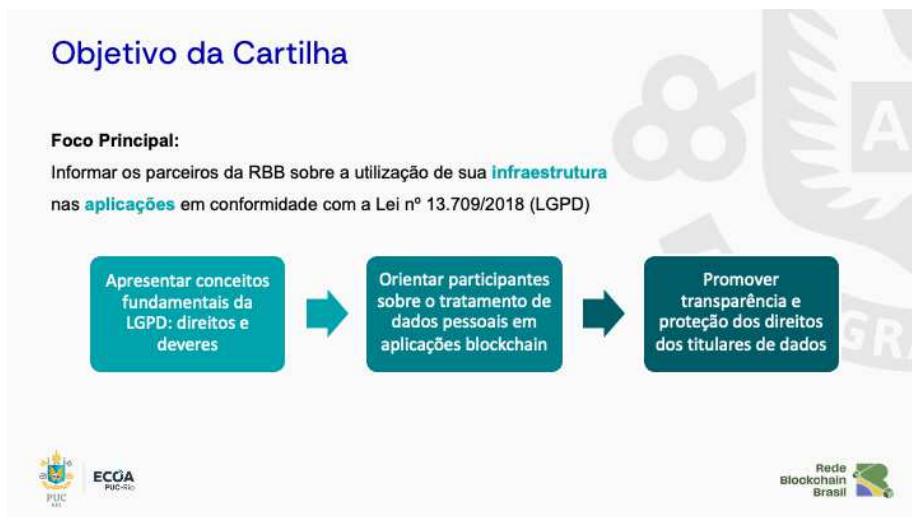 Objetivo da Cartilha
Foco Principal:
Informar os parceiros da RBB sobre a utilização de sua infraestrutura
nas aplicações em conformidade com a Lei nº 13.709/2018 (LGPD)
Apresentar conceitos
fundamentais da
LGPD: direitos e
deveres
Orientar participantes
sobre o tratamento de
dados pessoais em
aplicações blockchain
Promover
transparência e
proteção dos direitos
dos titulares de dados
A
GRA
PUC
RIO
ECOA
PUC-Rio
Rede
Blockchain
Brasil